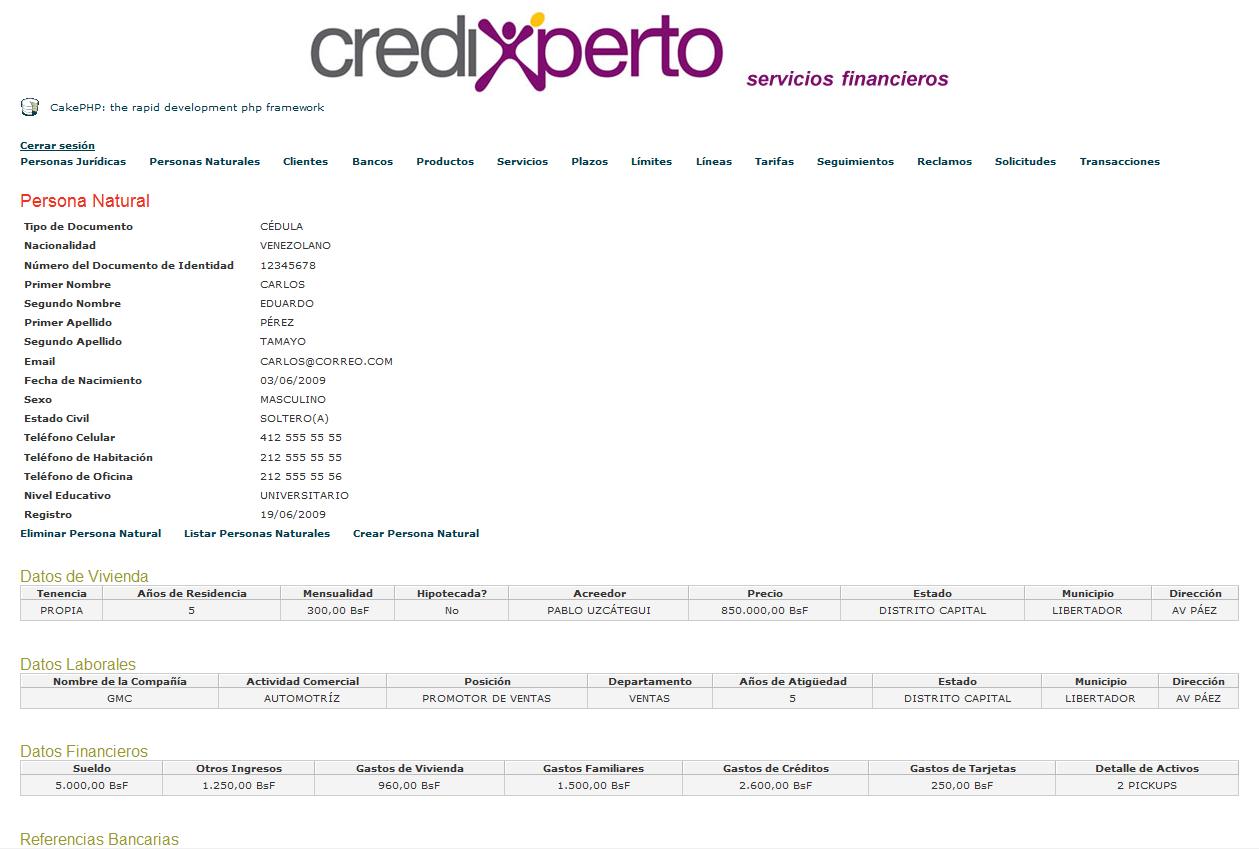 credixperto servicios financieros
CakePHP: the rapid development php framework
Cerrar sesión
Personas Jurídicas Personas Naturales Clientes Bancos Productos Servicios Plazos Límites Líneas Tarifas Seguimientos Reclamos Solicitudes Transacciones
Persona Natural
Tipo de Documento CÉDULA
Nacionalidad VENEZOLANO
Número del Documento de Identidad 12345678
Primer Nombre CARLOS
Segundo Nombre EDUARDO
Primer Apellido PÉREZ
Segundo Apellido TAMAYO
Email CARLOS@CORREO.COM
Fecha de Nacimiento 03/06/2009
Sexo MASCULINO
Estado Civil SOLTERO(A)
Teléfono Celular 412 555 55 55
Teléfono de Habitación 212 555 55 55
Teléfono de Oficina 212 555 55 56
Nivel Educativo UNIVERSITARIO
Registro 19/06/2009
Eliminar Persona Natural Listar Personas Naturales Crear Persona Natural
Datos de Vivienda
Tenencia Años de Residencia Mensualidad Hipotecada? Acreedor Precio Estado Municipio Dirección
PROPIA 5 300,00 BsF No PABLO UZCÁTEGUI 850.000,00 BsF DISTRITO CAPITAL LIBERTADOR AV PÁEZ
Datos Laborales
Nombre de la Compañía Actividad Comercial Posición Departamento Años de Atigüedad Estado Municipio Dirección
GMC AUTOMOTRÍZ PROMOTOR DE VENTAS VENTAS 5 DISTRITO CAPITAL LIBERTADOR AV PÁEZ
Datos Financieros
Sueldo Otros Ingresos Gastos de Vivienda Gastos Familiares Gastos de Créditos Gastos de Tarjetas Detalle de Activos
5.000,00 BsF 1.250,00 BsF 960,00 BsF 1.500,00 BsF 2.600,00 BsF 250,00 BsF 2 PICKUPS
Referencias Bancarias